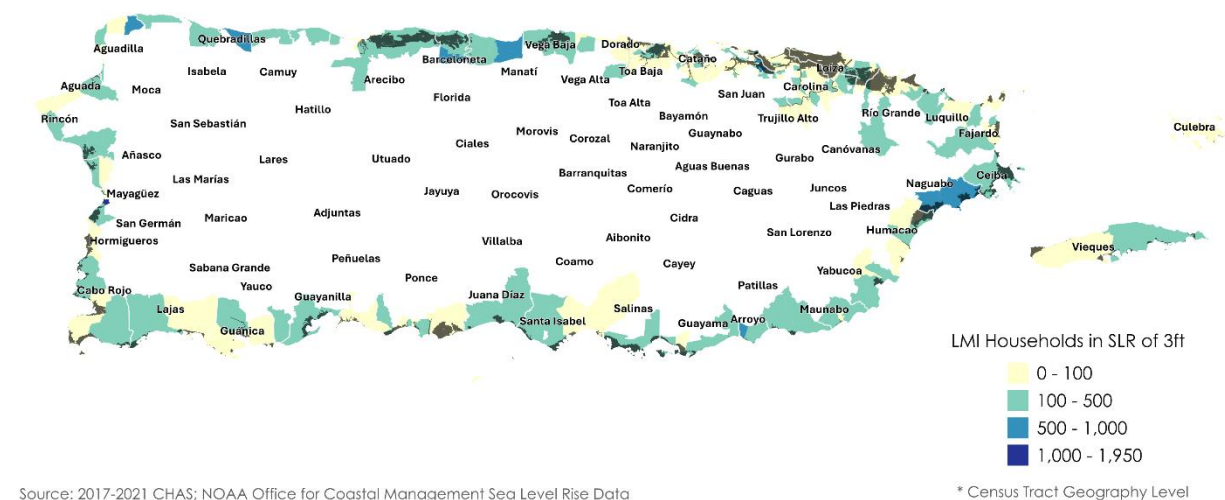 Aguadilla
Quebradillas
Vega Baja
Dorado
Cataño
Barceloneta
Isabela
Camuy
Arecibo
Manatí
Toa Baja
Loíza
Aguada
Moca
Vega Alta
San Juan
Carolina
Florida
Hatillo
Toa Alta
Río Grande
Luquillo
Rincón
San Sebastián
Bayamón
Trujillo Alto
Culebra
Morovis
Corozal
Guaynabo
Fajardo
Ciales
Naranjito
Canóvanas
Añasco
Lares
Utuado
Aguas Buenas
Gurabo
Barranquitas
Ceiba
Las Marías
Mayagüez
Jayuya
Orocovis
Comerío
Caguas
Juncos
Naguabo
Las Piedras
San Germán
Maricao
Adjuntas
Cidra
Hormigueros
Villalba
Aibonito
San Lorenzo
Humacao
Vieques
Sabana Grande
Peñuelas
Coamo
Cayey
Yabucoa
Ponce
Cabo Rojo
Yauco
Guayanilla
Juana Díaz
Patillas
Lajas
Salinas
Maunabo
Guánica
Santa Isabel
Guayama
Arroyo
LMI Households in SLR of 3ft
0 - 100
100 - 500
500 - 1,000
1,000 - 1,950
Source: 2017-2021 CHAS; NOAA Office for Coastal Management Sea Level Rise Data
* Census Tract Geography Level